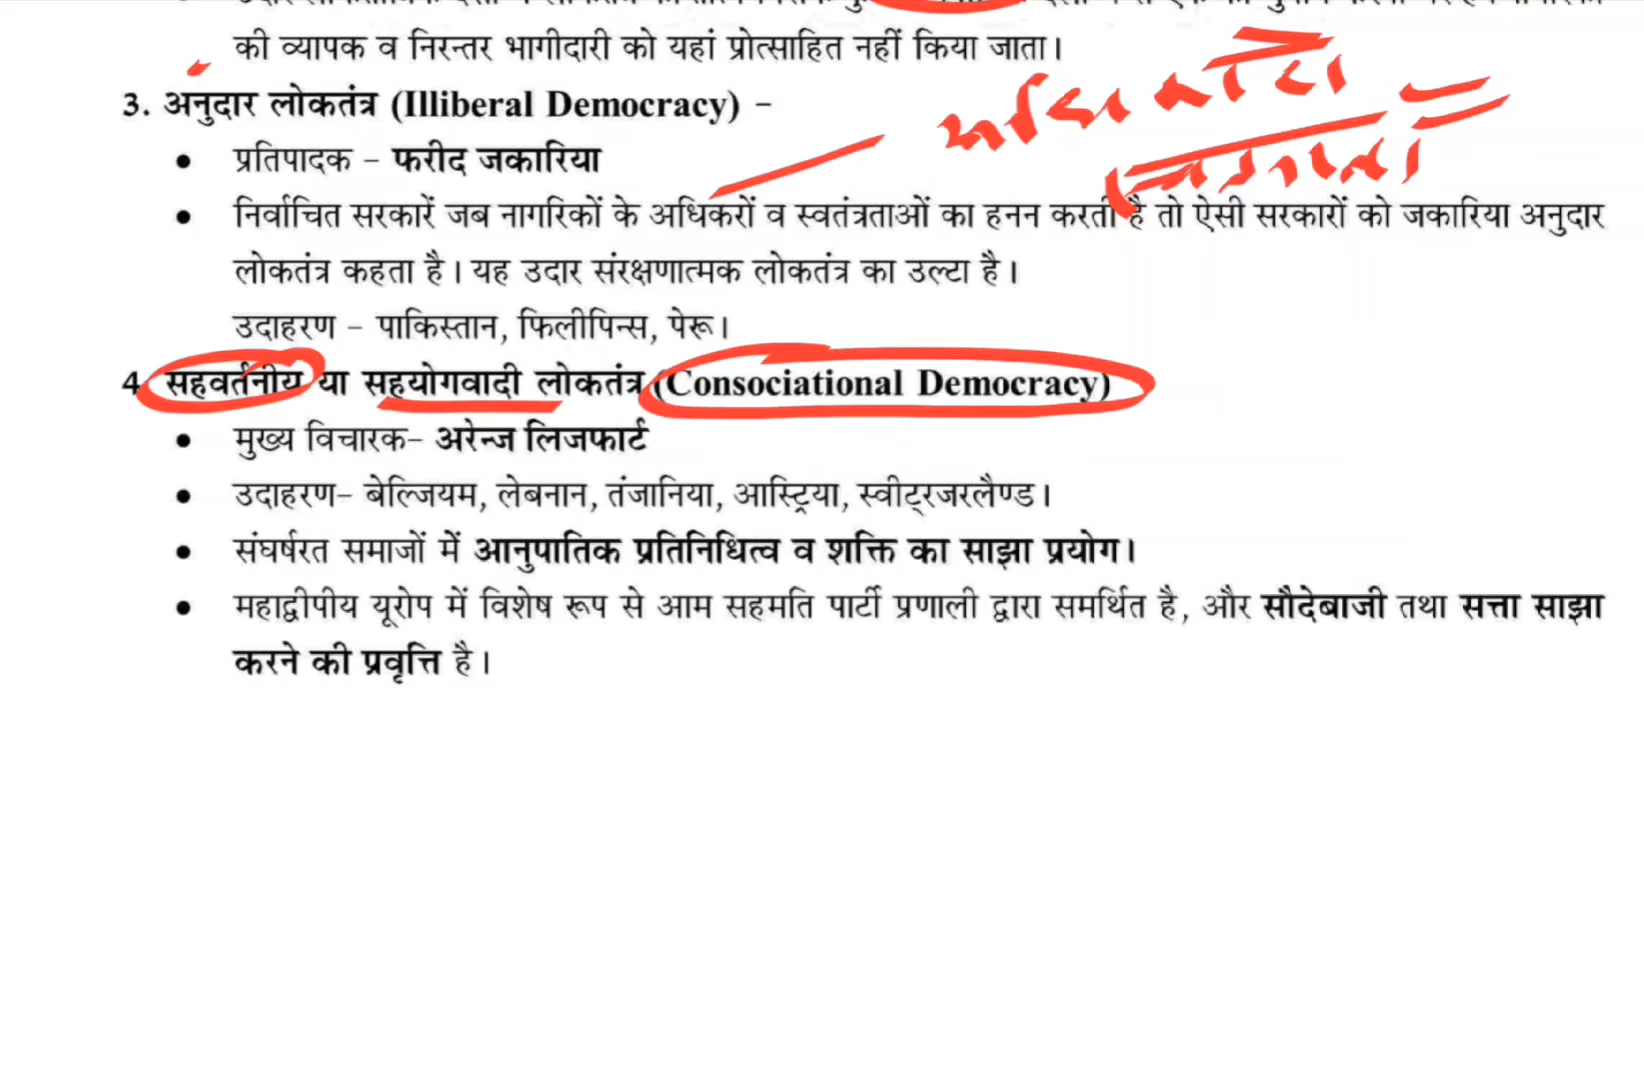 की व्यापक व निरन्तर भागीदारी को यहां प्रोत्साहित नहीं किया जाता।
3. अनुदार लोकतंत्र (Illiberal Democracy) –
• प्रतिपादक – फरीद जकारिया
• निर्वाचित सरकारें जब नागरिकों के अधिकरों व स्वतंत्रताओं का हनन करती है तो ऐसी सरकारों को जकारिया अनुदार
लोकतंत्र कहता है। यह उदार संरक्षणात्मक लोकतंत्र का उल्टा है।
उदाहरण – पाकिस्तान, फिलीपिन्स, पेरू।
4 सहवर्तनीय या सहयोगवादी लोकतंत्र (Consociational Democracy)
• मुख्य विचारक– अरेन्ज लिजफार्ट
• उदाहरण– बेल्जियम, लेबनान, तंजानिया, आस्ट्रिया, स्वीट्रजरलैण्ड।
• संघर्षरत समाजों में आनुपातिक प्रतिनिधित्व व शक्ति का साझा प्रयोग।
• महाद्वीपीय यूरोप में विशेष रूप से आम सहमति पार्टी प्रणाली द्वारा समर्थित है, और सौदेबाजी तथा सत्ता साझा
करने की प्रवृत्ति है।